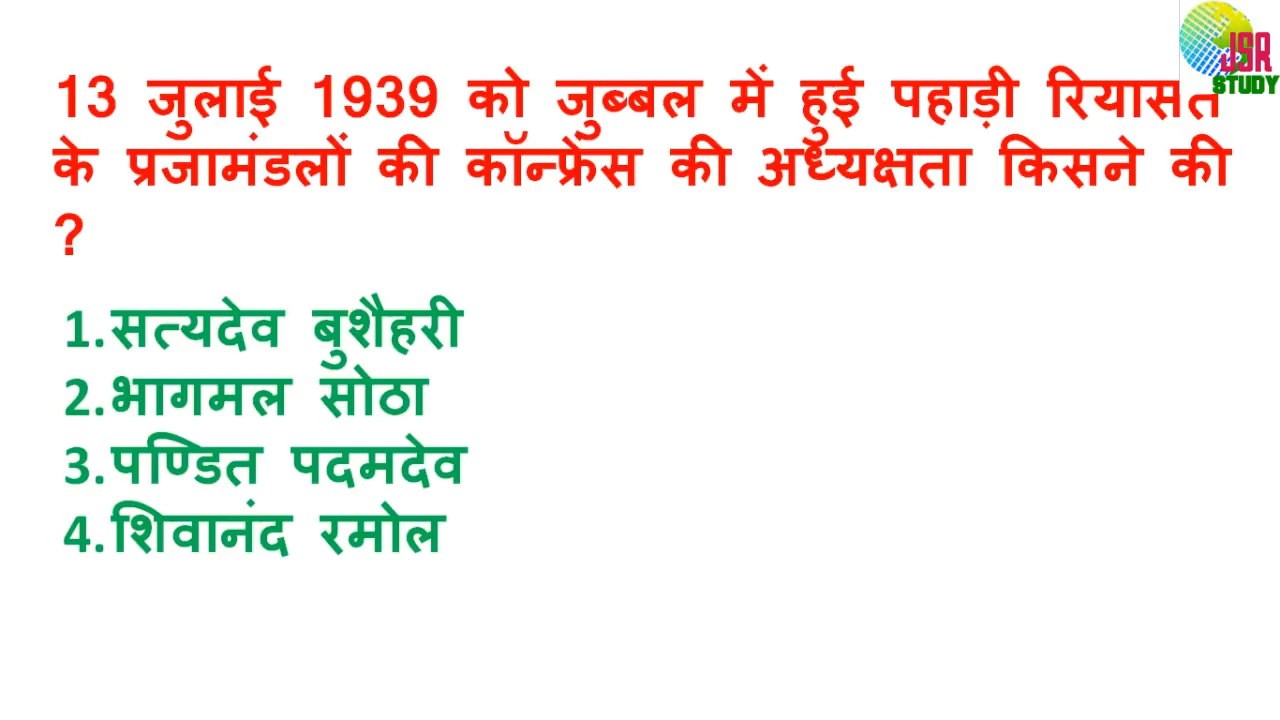 JSR
STUDY
13 जुलाई 1939 को जुब्बल में हुई पहाड़ी रियासत
के प्रजामंडलों की कॉन्फ्रेंस की अध्यक्षता किसने की
?
1.सत्यदेव बुशैहरी
2.भागमल सोठा
3.पण्डित पदमदेव
4.शिवानंद रमोल